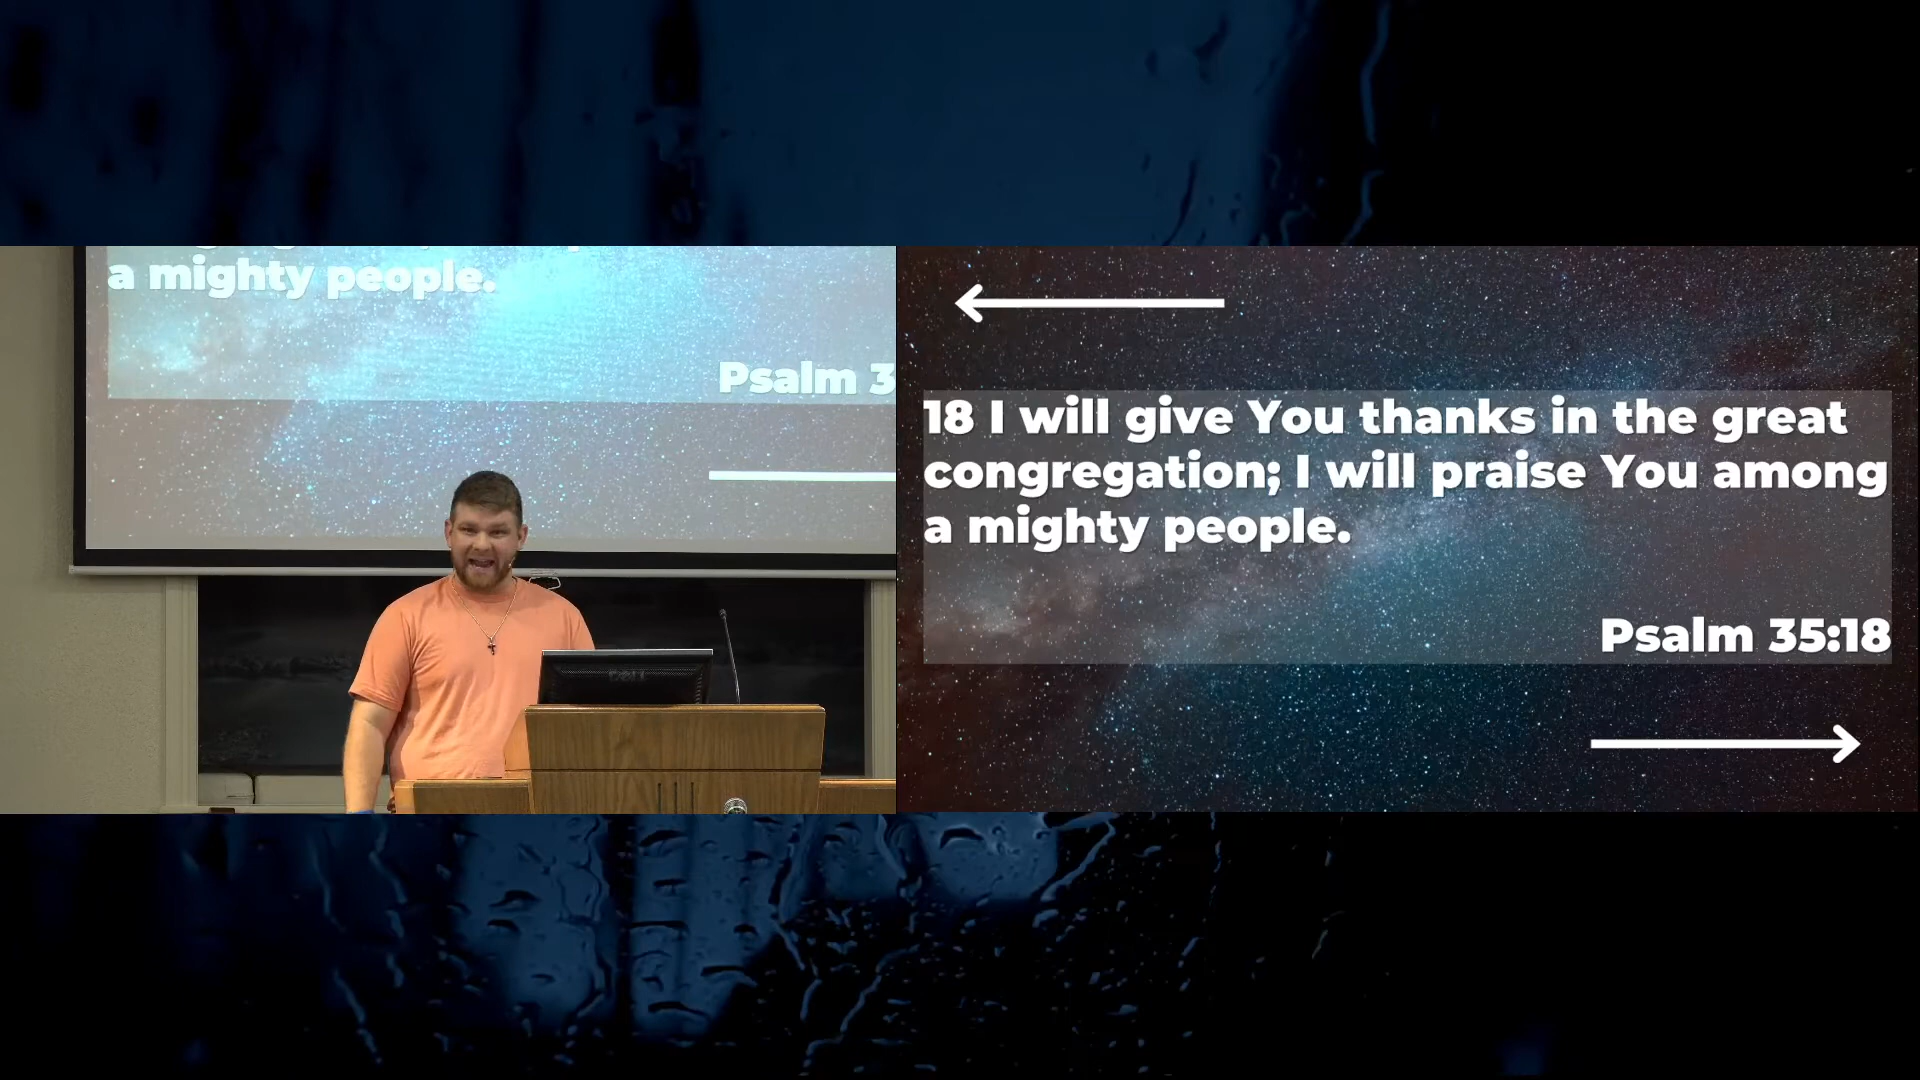 a mighty people.
Psalm 3
DELL
18 I will give You thanks in the great
congregation; I will praise You among
a mighty people.
Psalm 35:18